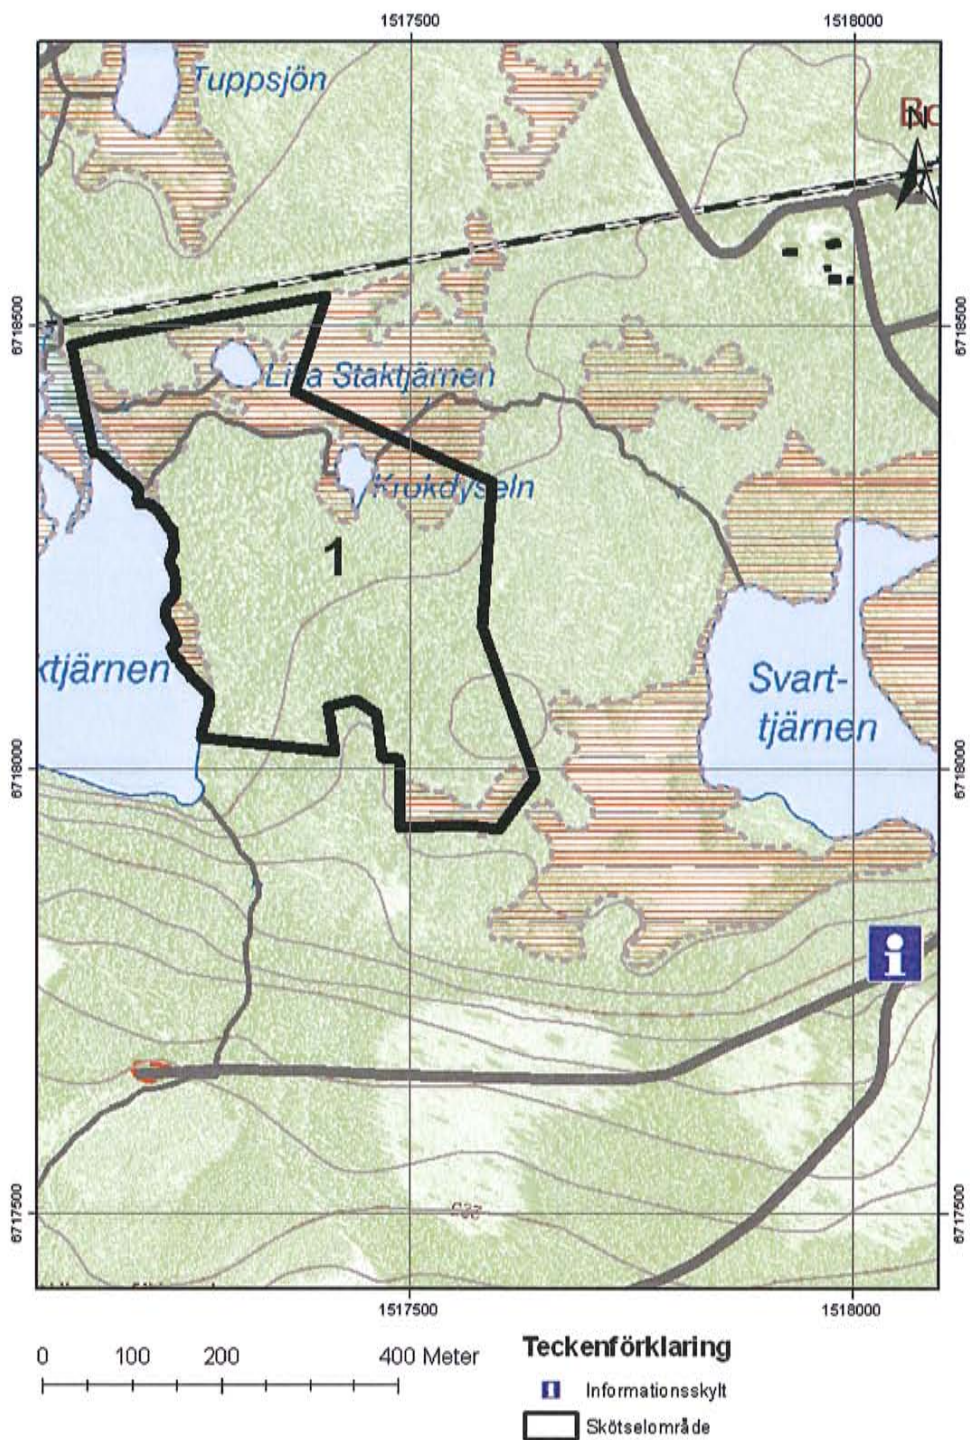 1517500 1518000
Tuppsjön
N
6718500 6718500
Lilla Staktjärnen
Krokdyseln
1
ktjärnen
Svart-
tjärnen
6718000 6718000
i
6717500 6717500
1517500 1518000
0 100 200 400 Meter
Teckenförklaring
i Informationsskylt
Skötselområde